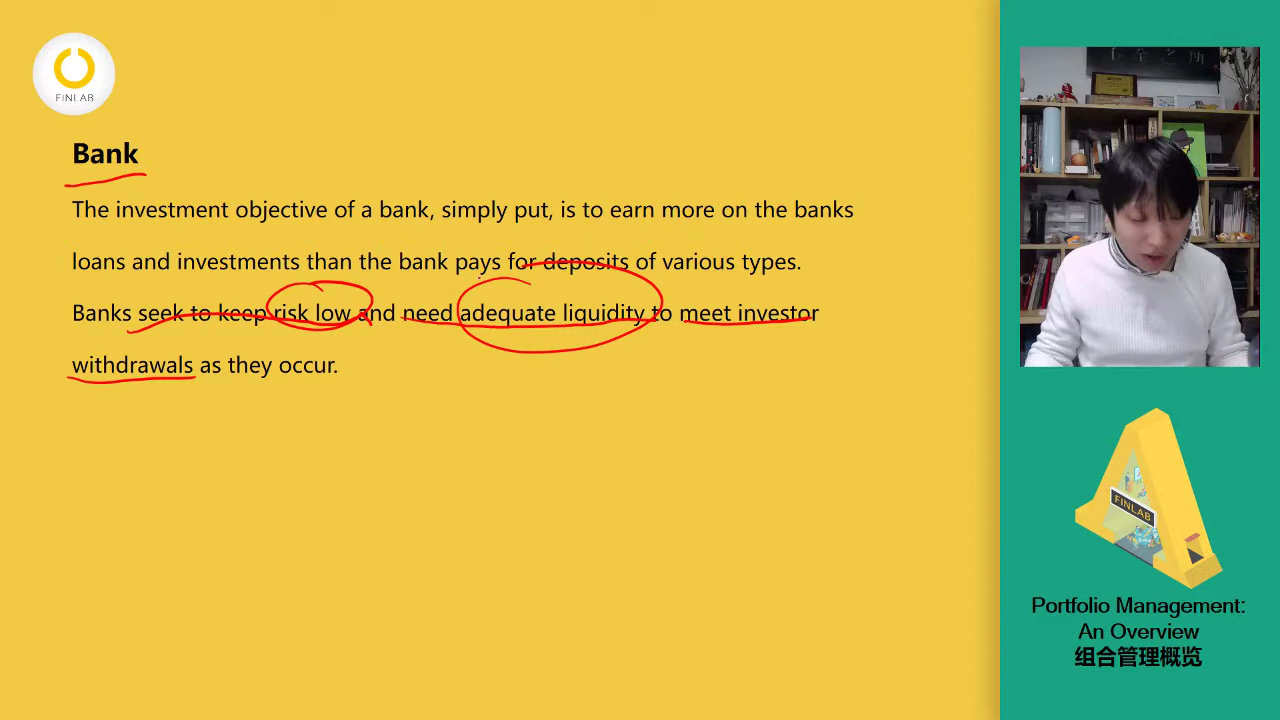 FINLAB
Bank
The investment objective of a bank, simply put, is to earn more on the banks
loans and investments than the bank pays for deposits of various types.
Banks seek to keep risk low and need adequate liquidity to meet investor
withdrawals as they occur.
FINLAB
Portfolio Management:
An Overview
组合管理概览